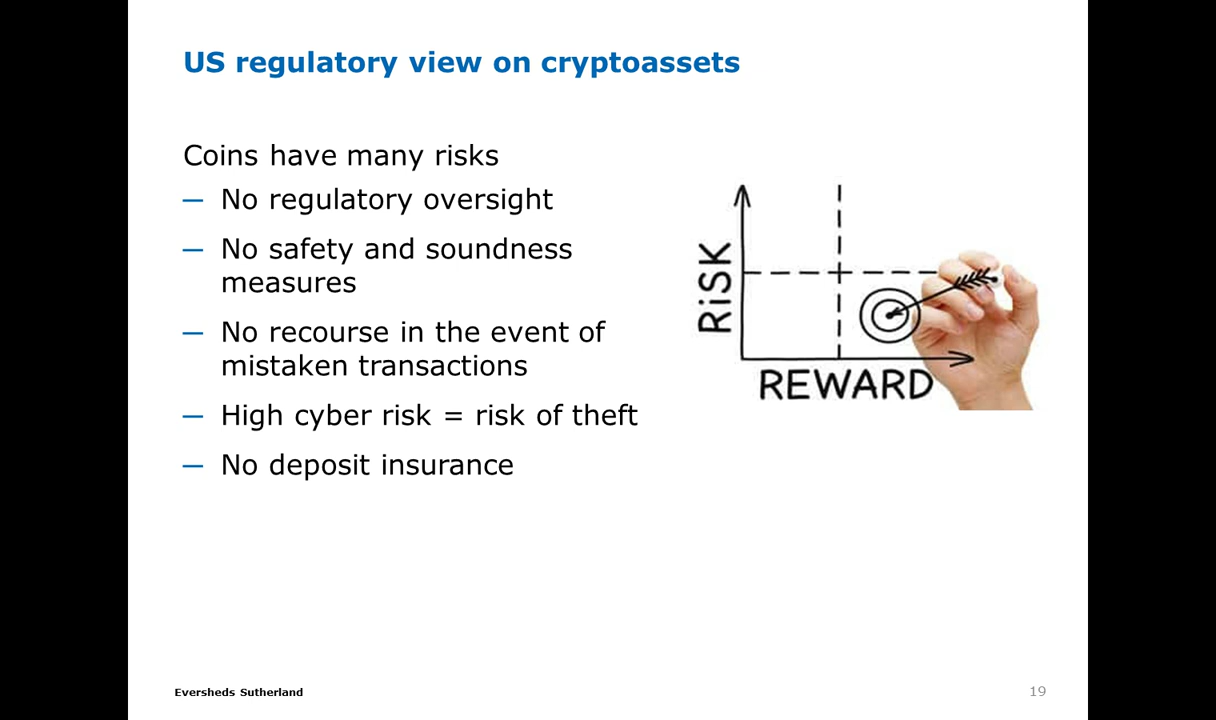 US regulatory view on cryptoassets
Coins have many risks
— No regulatory oversight
— No safety and soundness
measures
— No recourse in the event of
mistaken transactions
— High cyber risk = risk of theft
— No deposit insurance
RiSK
REWARD
Eversheds Sutherland
19